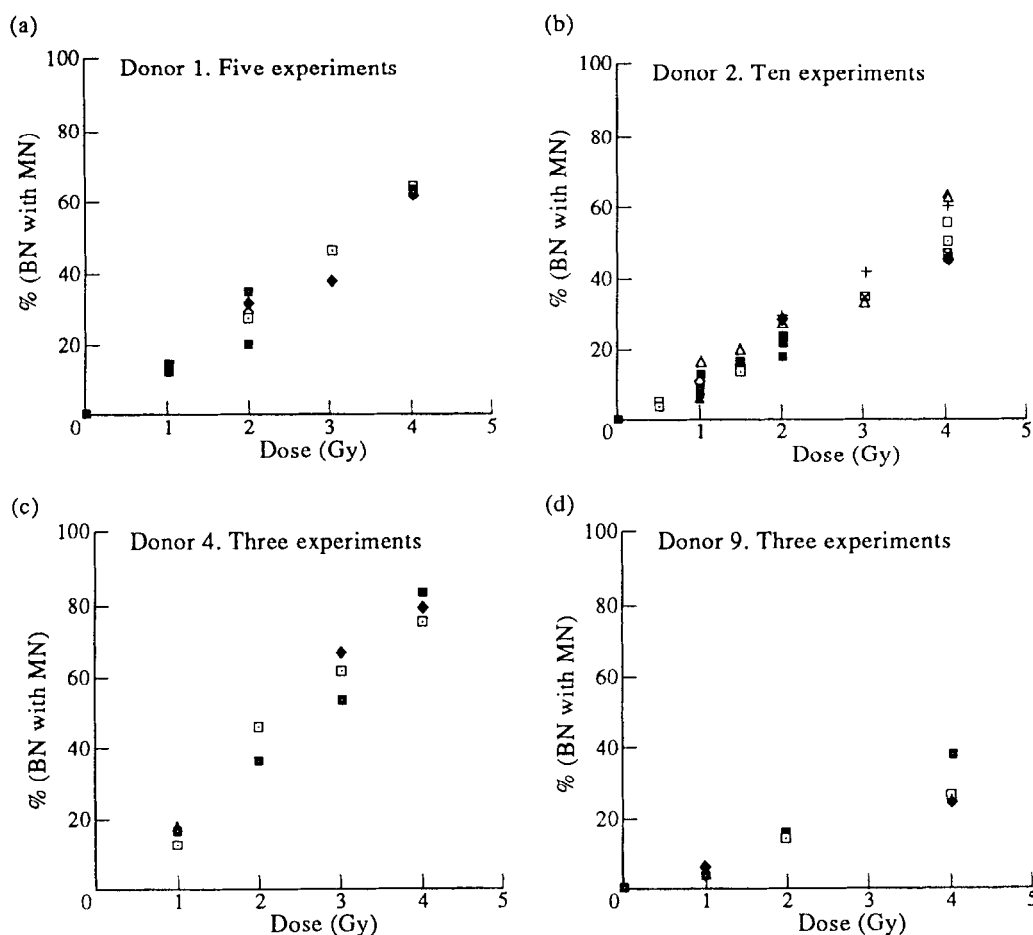 (a)
Donor 1. Five experiments
% (BN with MN)
100
80
60
40
20
0
1 2 3 4 5
Dose (Gy)
(b)
Donor 2. Ten experiments
% (BN with MN)
100
80
60
40
20
0
1 2 3 4 5
Dose (Gy)
(c)
Donor 4. Three experiments
% (BN with MN)
100
80
60
40
20
0
1 2 3 4 5
Dose (Gy)
(d)
Donor 9. Three experiments
% (BN with MN)
100
80
60
40
20
0
1 2 3 4 5
Dose (Gy)